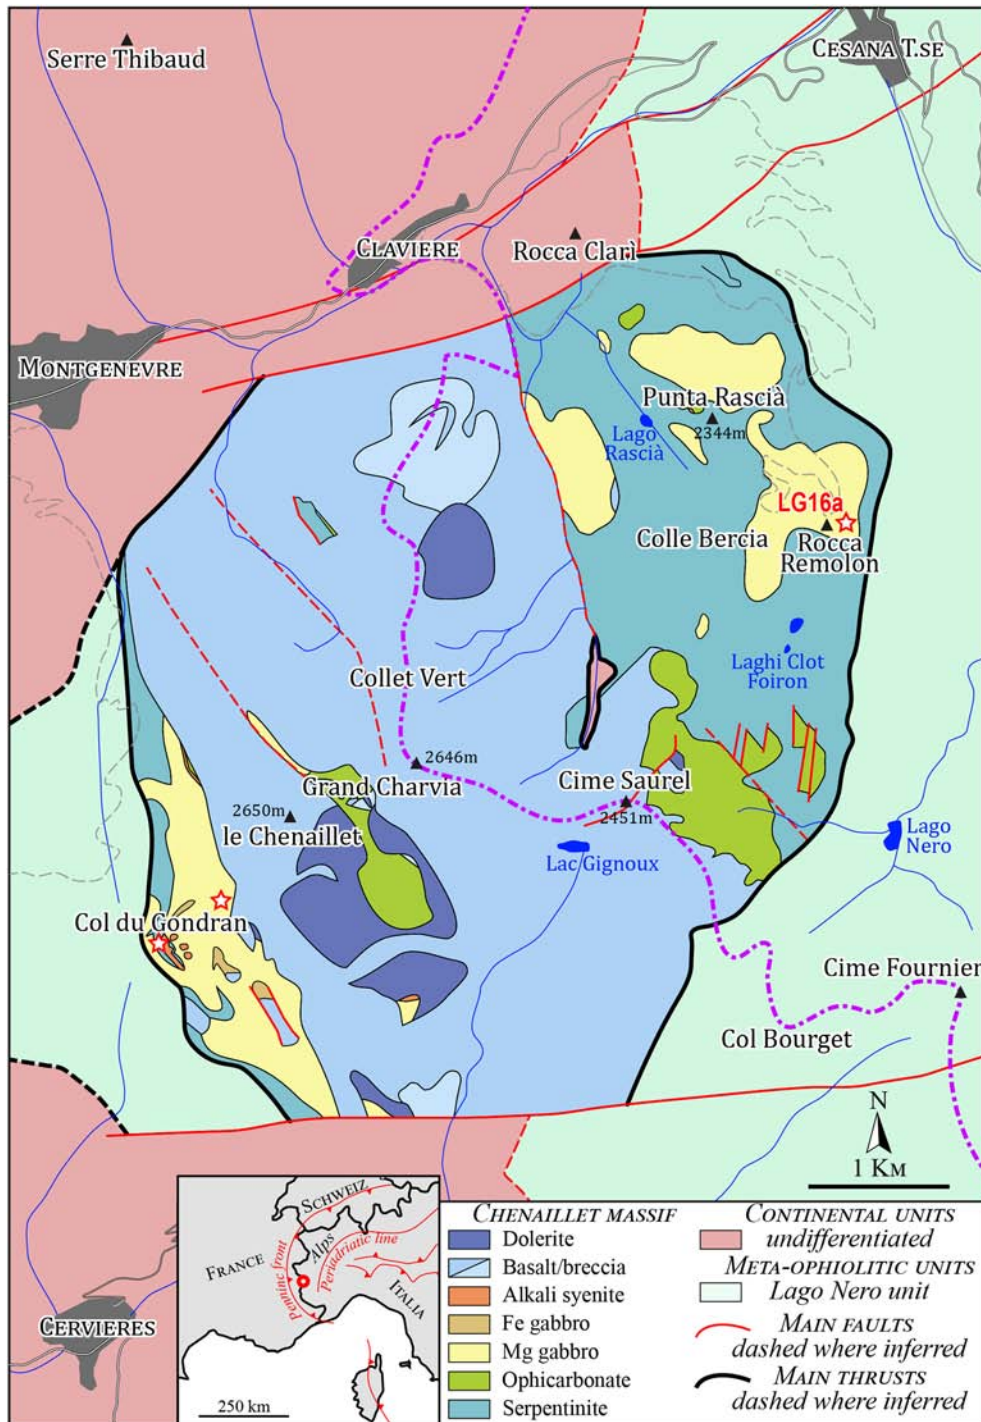 Serre Thibaud
CESANA T.SE
CLAVIERE
Rocca Clarì
MONTGENEVRE
Punta Rascià
2344m
Lago
Rascià
LG16a
Colle Bercia
Rocca
Remolon
Laghi Clot
Foiron
Collet Vert
2646m
Grand Charvia
Cime Saurel
2451m
2650m
le Chenaillet
Lac Gignoux
Lago
Nero
Col du Gondran
Cime Fournier
Col Bourget
N
1 KM
CERVIERES
SCHWEIZ
FRANCE
Alps
Penninc front
Periadriatic line
ITALIA
250 km
CHENAILLET MASSIF
Dolerite
Basalt/breccia
Alkali syenite
Fe gabbro
Mg gabbro
Ophicarbonate
Serpentinite
CONTINENTAL UNITS
undifferentiated
META-OPHIOLITIC UNITS
Lago Nero unit
MAIN FAULTS
dashed where inferred
MAIN THRUSTS
dashed where inferred